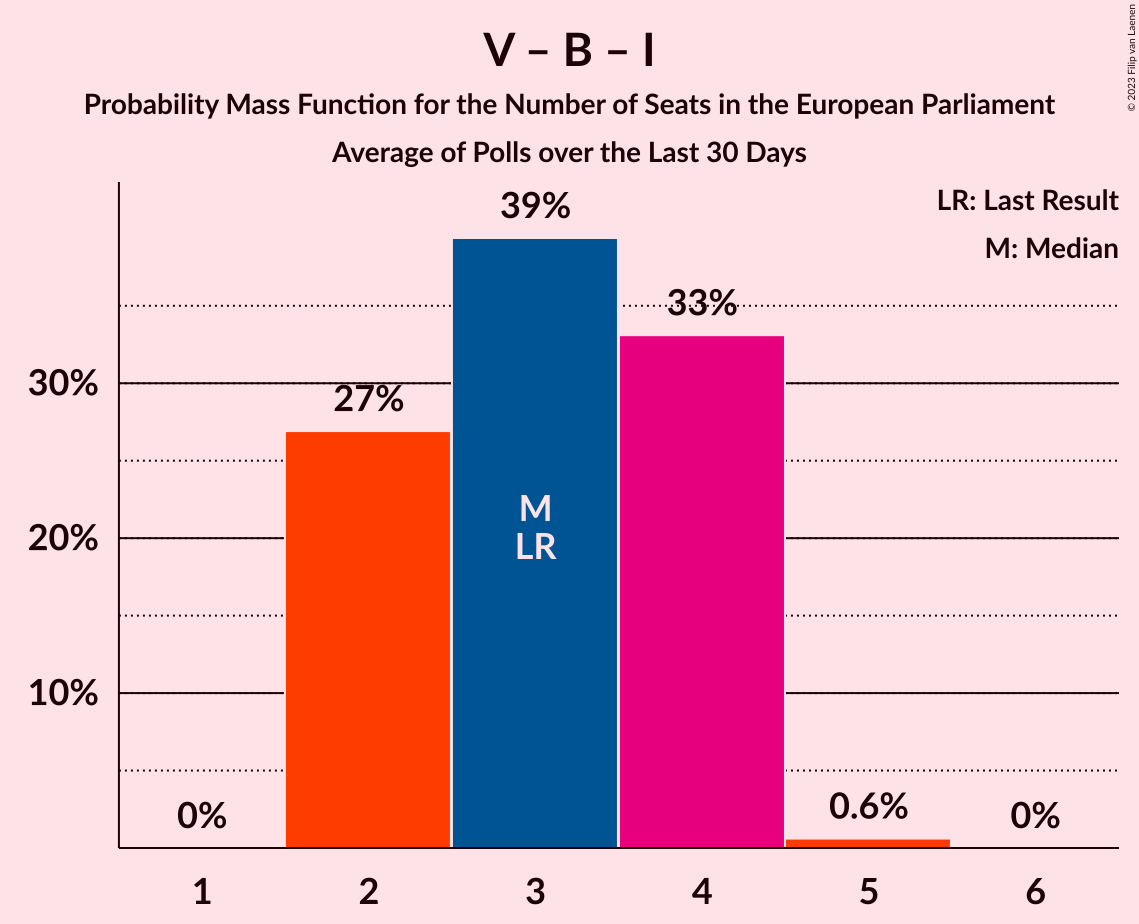 V – B – I
Probability Mass Function for the Number of Seats in the European Parliament
Average of Polls over the Last 30 Days
© 2023 Filip van Laenen
LR: Last Result
M: Median
39%
33%
30%
27%
M
LR
20%
10%
0%
0.6%
0%
1
2
3
4
5
6